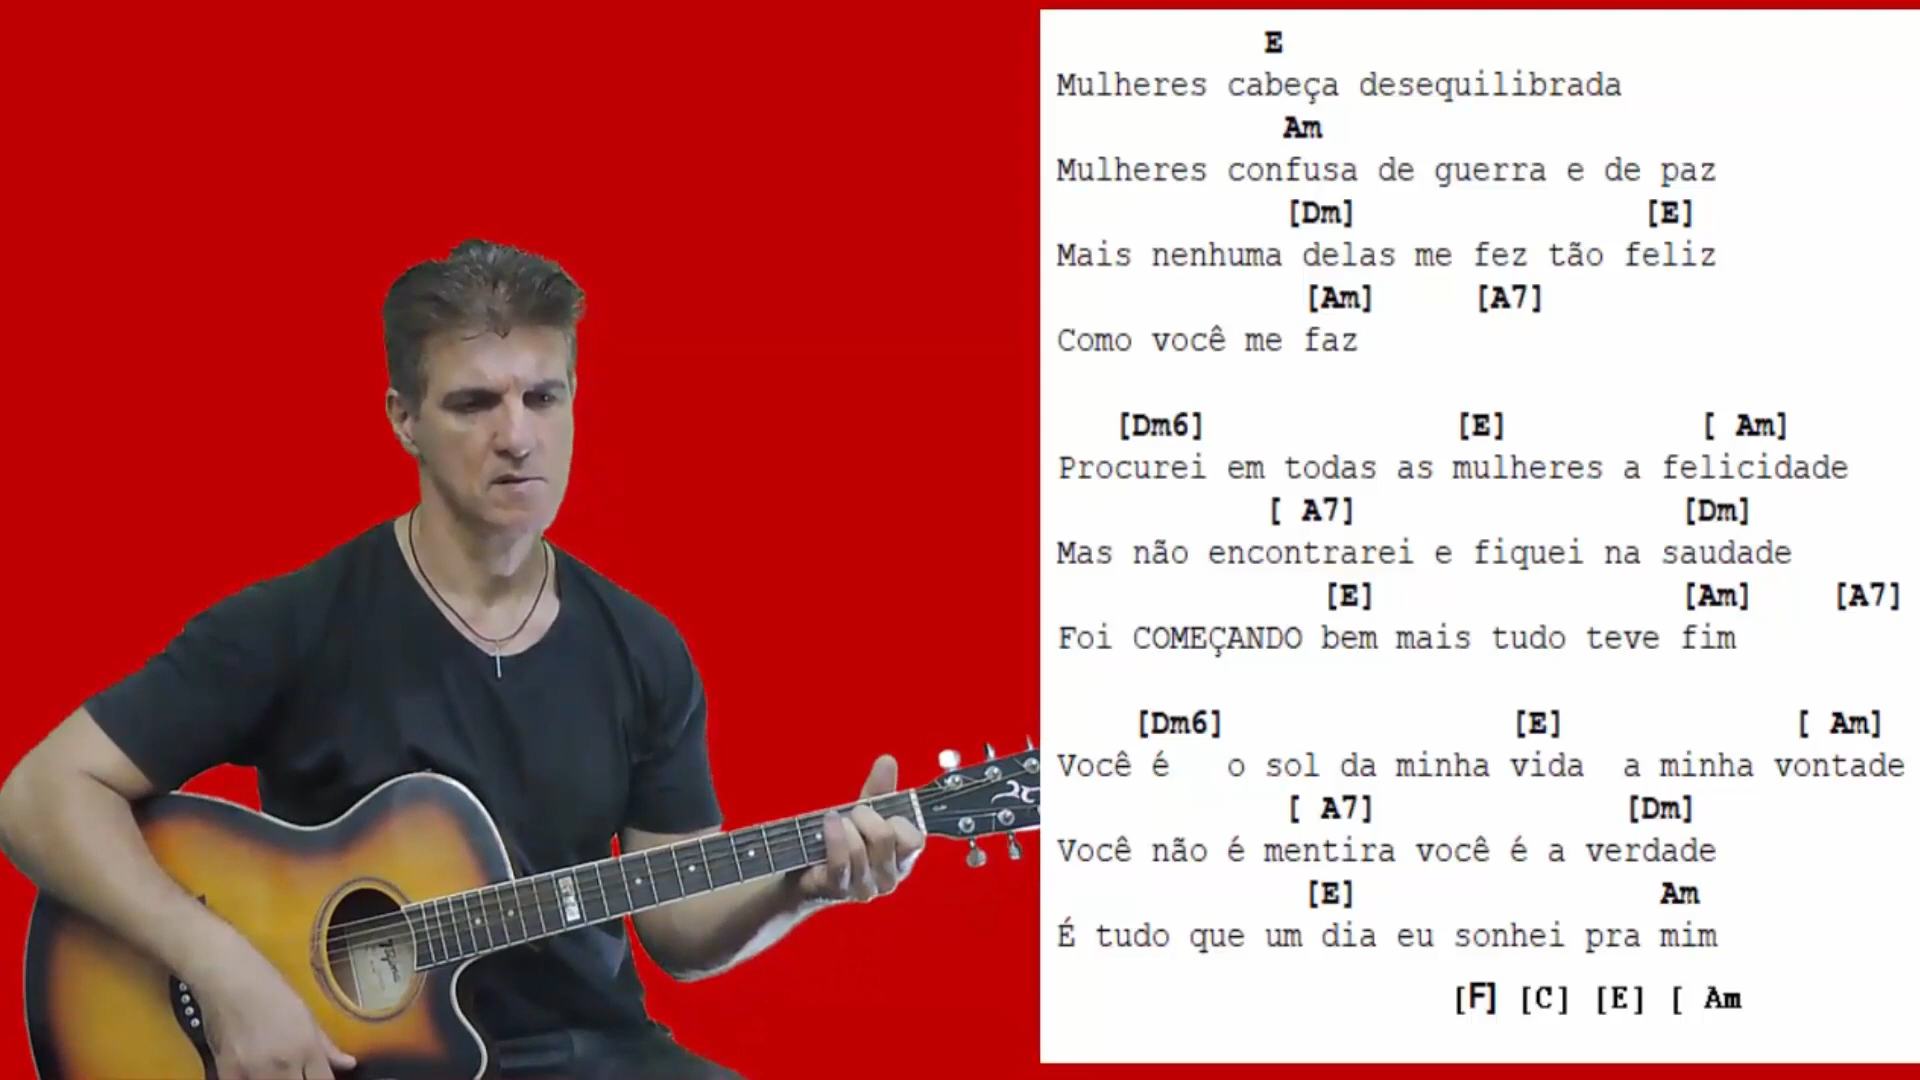 E
Mulheres cabeça desequilibrada
Am
Mulheres confusa de guerra e de paz
[Dm] [E]
Mais nenhuma delas me fez tão feliz
[Am] [A7]
Como você me faz
[Dm6] [E] [ Am]
Procurei em todas as mulheres a felicidade
[ A7] [Dm]
Mas não encontrarei e fiquei na saudade
[E] [Am] [A7]
Foi COMEÇANDO bem mais tudo teve fim
[Dm6] [E] [ Am]
Você é o sol da minha vida a minha vontade
[ A7] [Dm]
Você não é mentira você é a verdade
[E] Am
É tudo que um dia eu sonhei pra mim
[F] [C] [E] [ Am